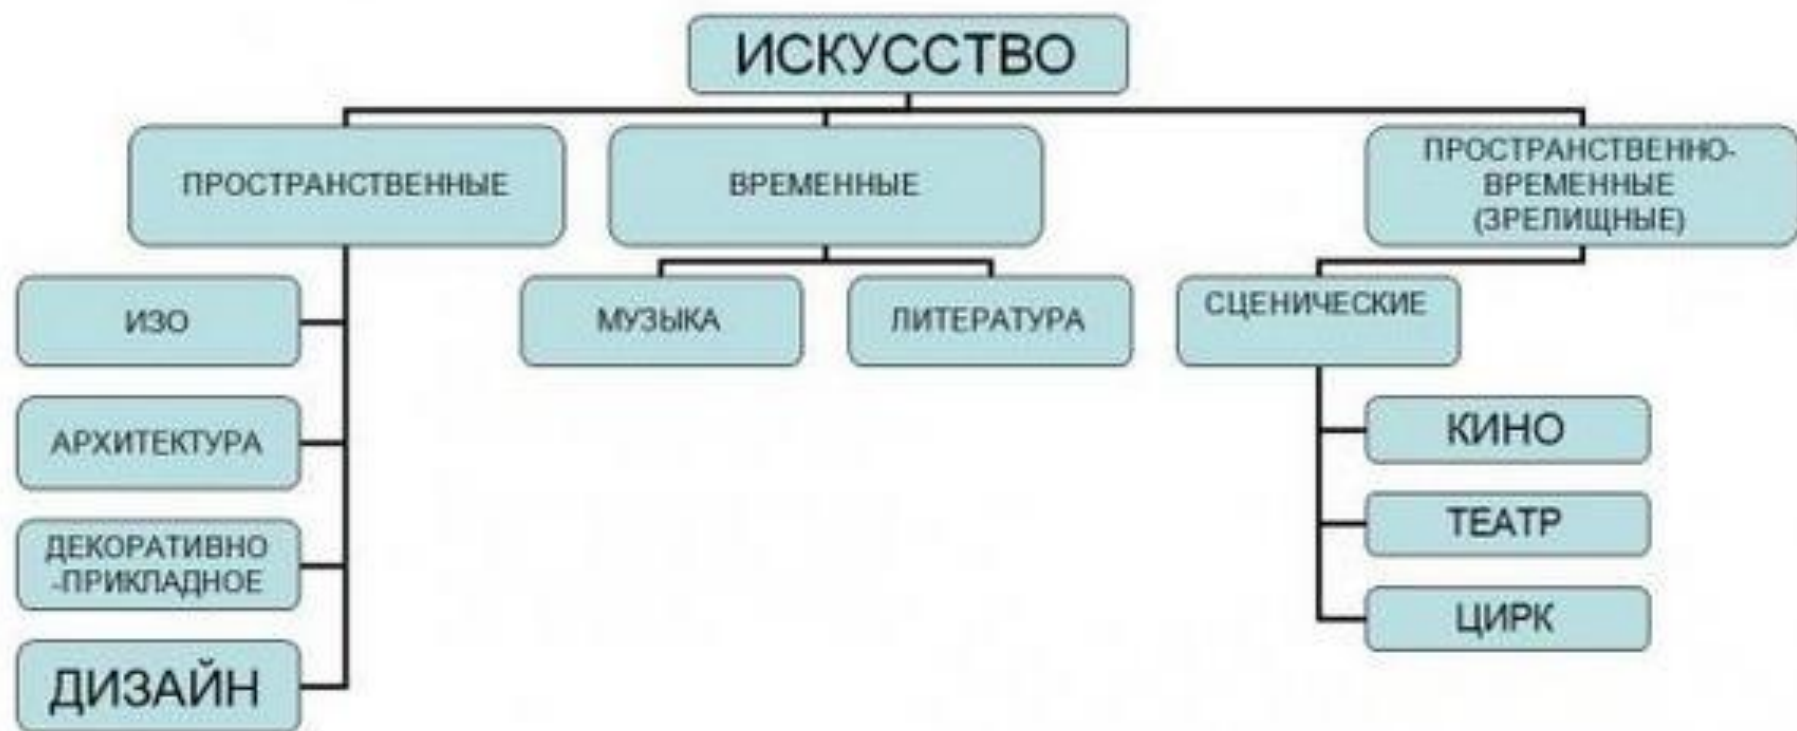 ИСКУССТВО
ПРОСТРАНСТВЕННЫЕ
ВРЕМЕННЫЕ
ПРОСТРАНСТВЕННО-
ВРЕМЕННЫЕ
(ЗРЕЛИЩНЫЕ)
ИЗО
АРХИТЕКТУРА
ДЕКОРАТИВНО
-ПРИКЛАДНОЕ
ДИЗАЙН
МУЗЫКА
ЛИТЕРАТУРА
СЦЕНИЧЕСКИЕ
КИНО
ТЕАТР
ЦИРК